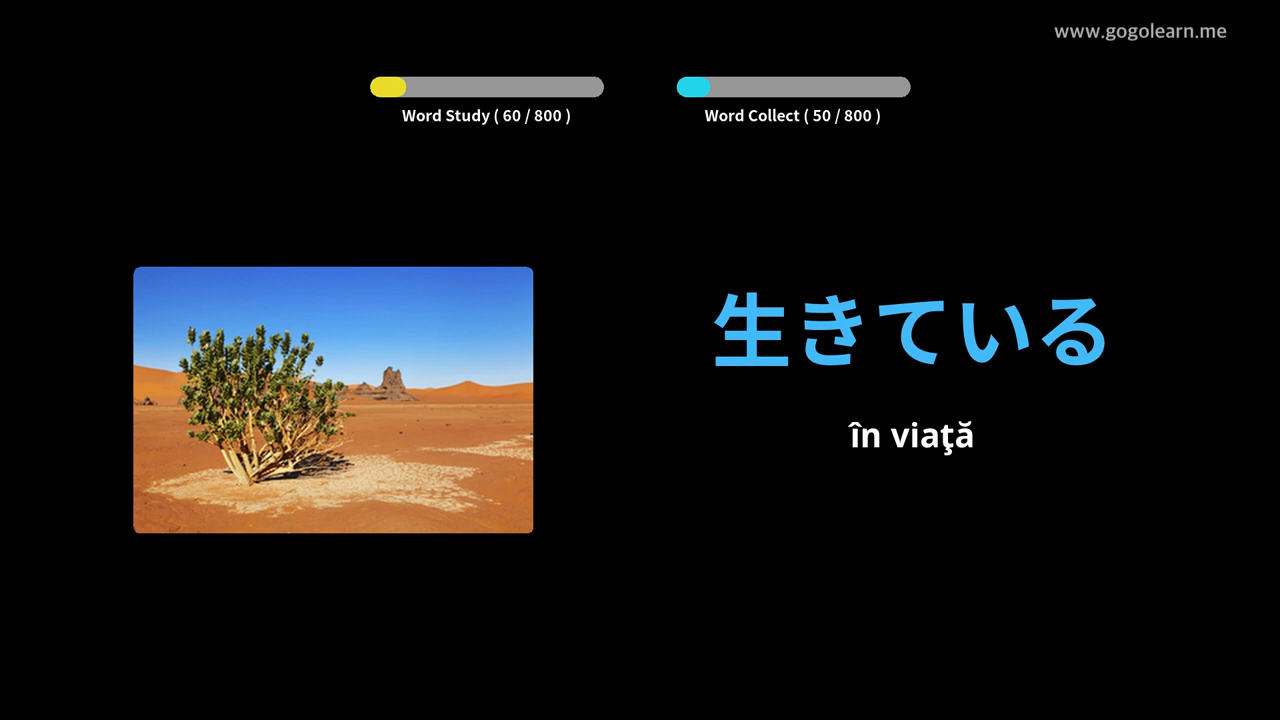 www.gogolearn.me
Word Study ( 60 / 800 )
Word Collect ( 50 / 800 )
生きている
în viaţă